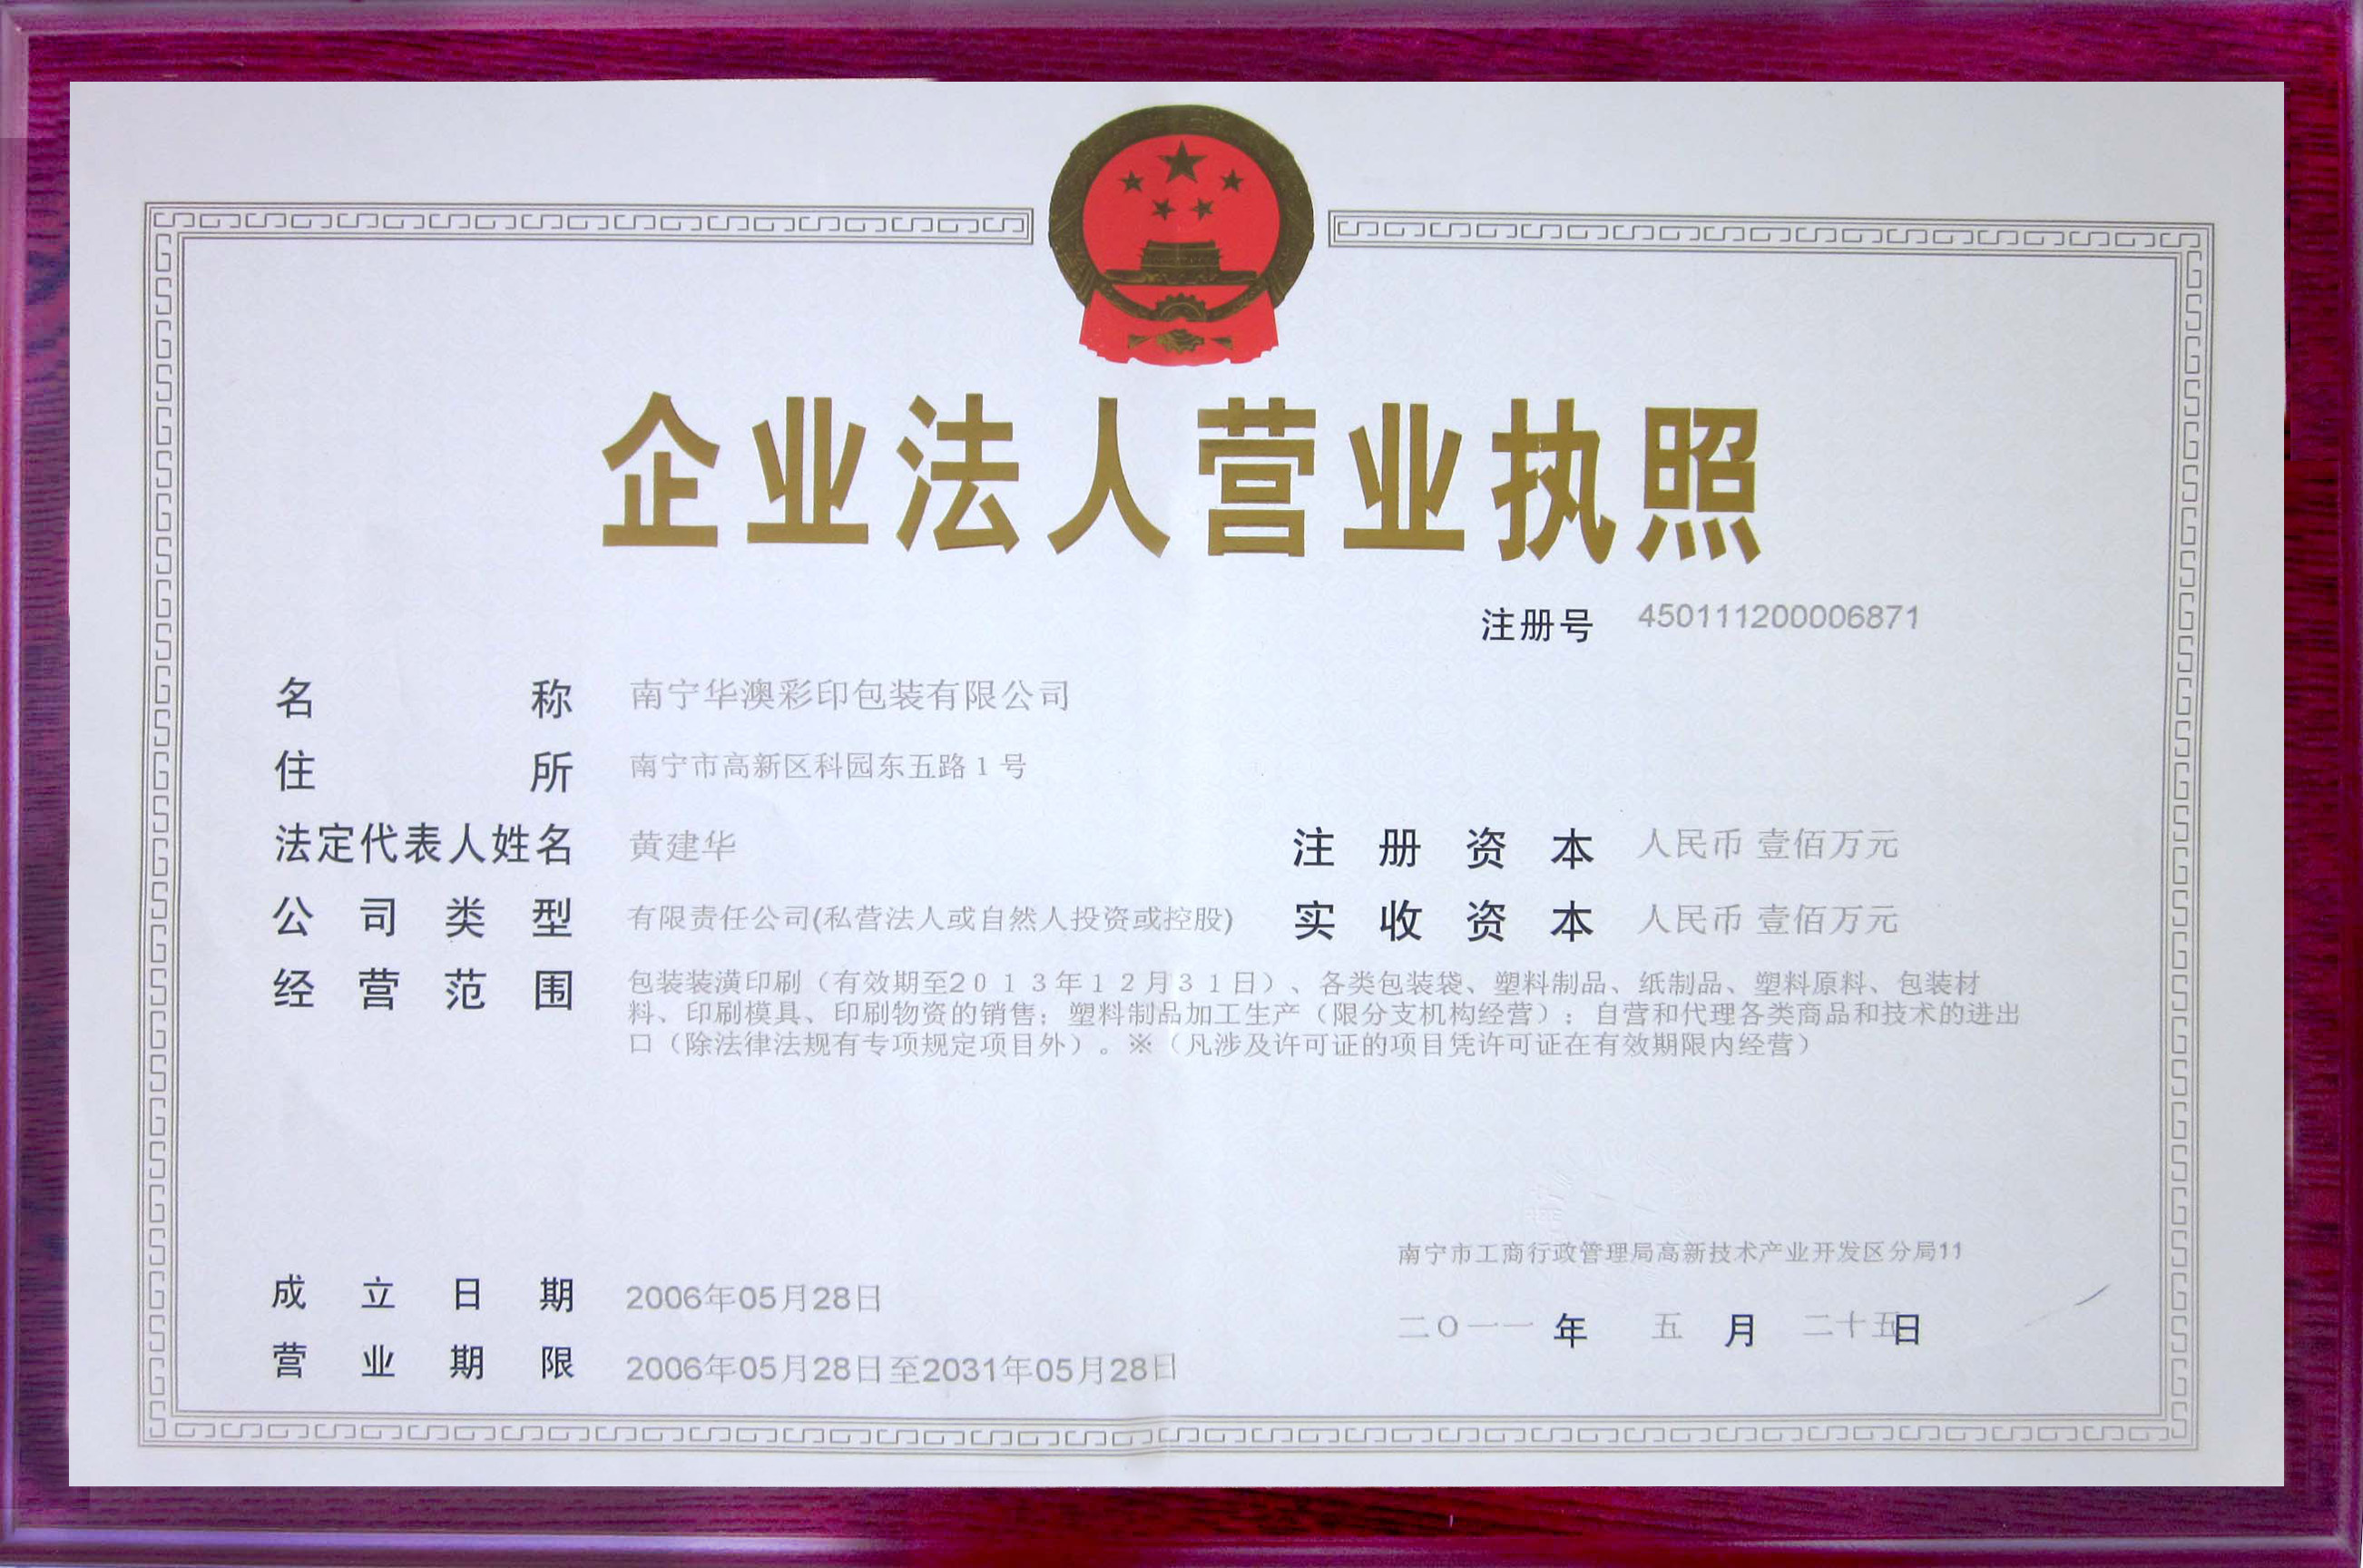 企业法人营业执照
注册号 450111200006871
名称 南宁华澳彩印包装有限公司
住所 南宁市高新区科园东五路1号
法定代表人姓名 黄建华 注册资本 人民币 壹佰万元
公司类型 有限责任公司(私营法人或自然人投资或控股) 实收资本 人民币 壹佰万元
经营范围 包装装潢印刷（有效期至2013年12月31日）、各类包装袋、塑料制品、纸制品、塑料原料、包装材
料、印刷模具、印刷物资的销售；塑料制品加工生产（限分支机构经营）；自营和代理各类商品和技术的进出
口（除法律法规有专项规定项目外）。※（凡涉及许可证的项目凭许可证在有效期限内经营）
南宁市工商行政管理局高新技术产业开发区分局11
成立日期 2006年05月28日
二〇一一年 五月 二十五日
营业期限 2006年05月28日至2031年05月28日